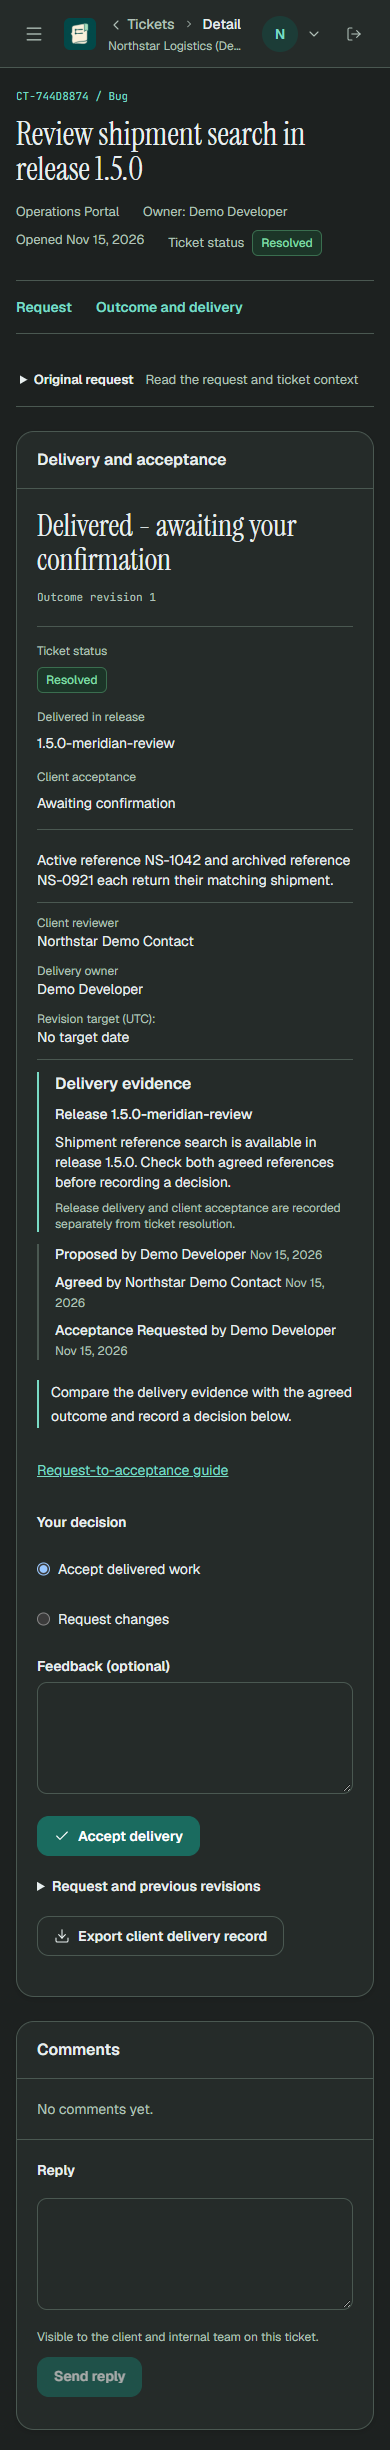 Tickets Detail
Northstar Logistics (De...
N
CT-744D8874 / Bug
Review shipment search in
release 1.5.0
Operations Portal Owner: Demo Developer
Opened Nov 15, 2026 Ticket status Resolved
Request Outcome and delivery
Original request Read the request and ticket context
Delivery and acceptance
Delivered - awaiting your
confirmation
Outcome revision 1
Ticket status
Resolved
Delivered in release
1.5.0-meridian-review
Client acceptance
Awaiting confirmation
Active reference NS-1042 and archived reference
NS-0921 each return their matching shipment.
Client reviewer
Northstar Demo Contact
Delivery owner
Demo Developer
Revision target (UTC):
No target date
Delivery evidence
Release 1.5.0-meridian-review
Shipment reference search is available in
release 1.5.0. Check both agreed references
before recording a decision.
Release delivery and client acceptance are recorded
separately from ticket resolution.
Proposed by Demo Developer Nov 15, 2026
Agreed by Northstar Demo Contact Nov 15,
2026
Acceptance Requested by Demo Developer
Nov 15, 2026
Compare the delivery evidence with the agreed
outcome and record a decision below.
Request-to-acceptance guide
Your decision
Accept delivered work
Request changes
Feedback (optional)
Accept delivery
Request and previous revisions
Export client delivery record
Comments
No comments yet.
Reply
Visible to the client and internal team on this ticket.
Send reply